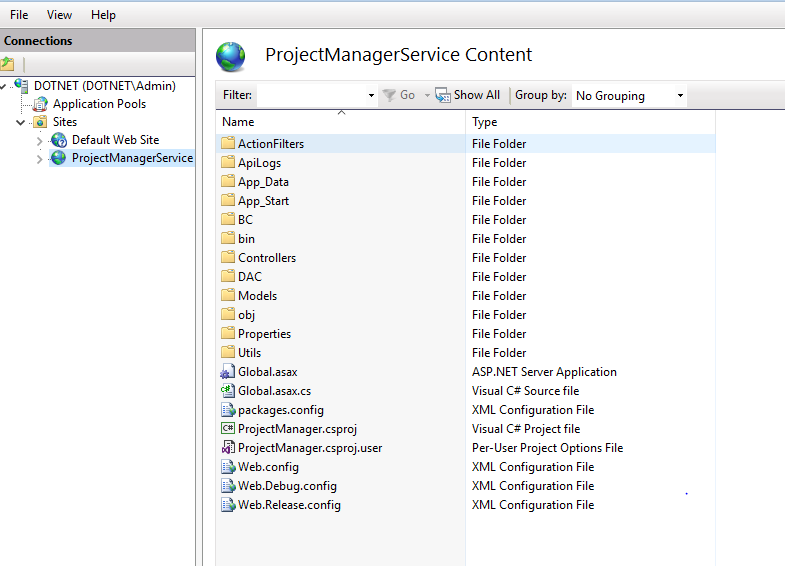 File View Help
Connections
DOTNET (DOTNET\Admin)
Application Pools
Sites
Default Web Site
ProjectManagerService
ProjectManagerService Content
Filter: Go Show All Group by: No Grouping
Name Type
ActionFilters File Folder
ApiLogs File Folder
App_Data File Folder
App_Start File Folder
BC File Folder
bin File Folder
Controllers File Folder
DAC File Folder
Models File Folder
obj File Folder
Properties File Folder
Utils File Folder
Global.asax ASP.NET Server Application
Global.asax.cs Visual C# Source file
packages.config XML Configuration File
ProjectManager.csproj Visual C# Project file
ProjectManager.csproj.user Per-User Project Options File
Web.config XML Configuration File
Web.Debug.config XML Configuration File
Web.Release.config XML Configuration File